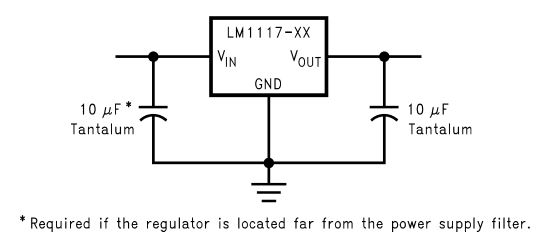 LM1117-XX
VIN VOUT
GND
10 μF* 10 μF
Tantalum Tantalum
* Required if the regulator is located far from the power supply filter.